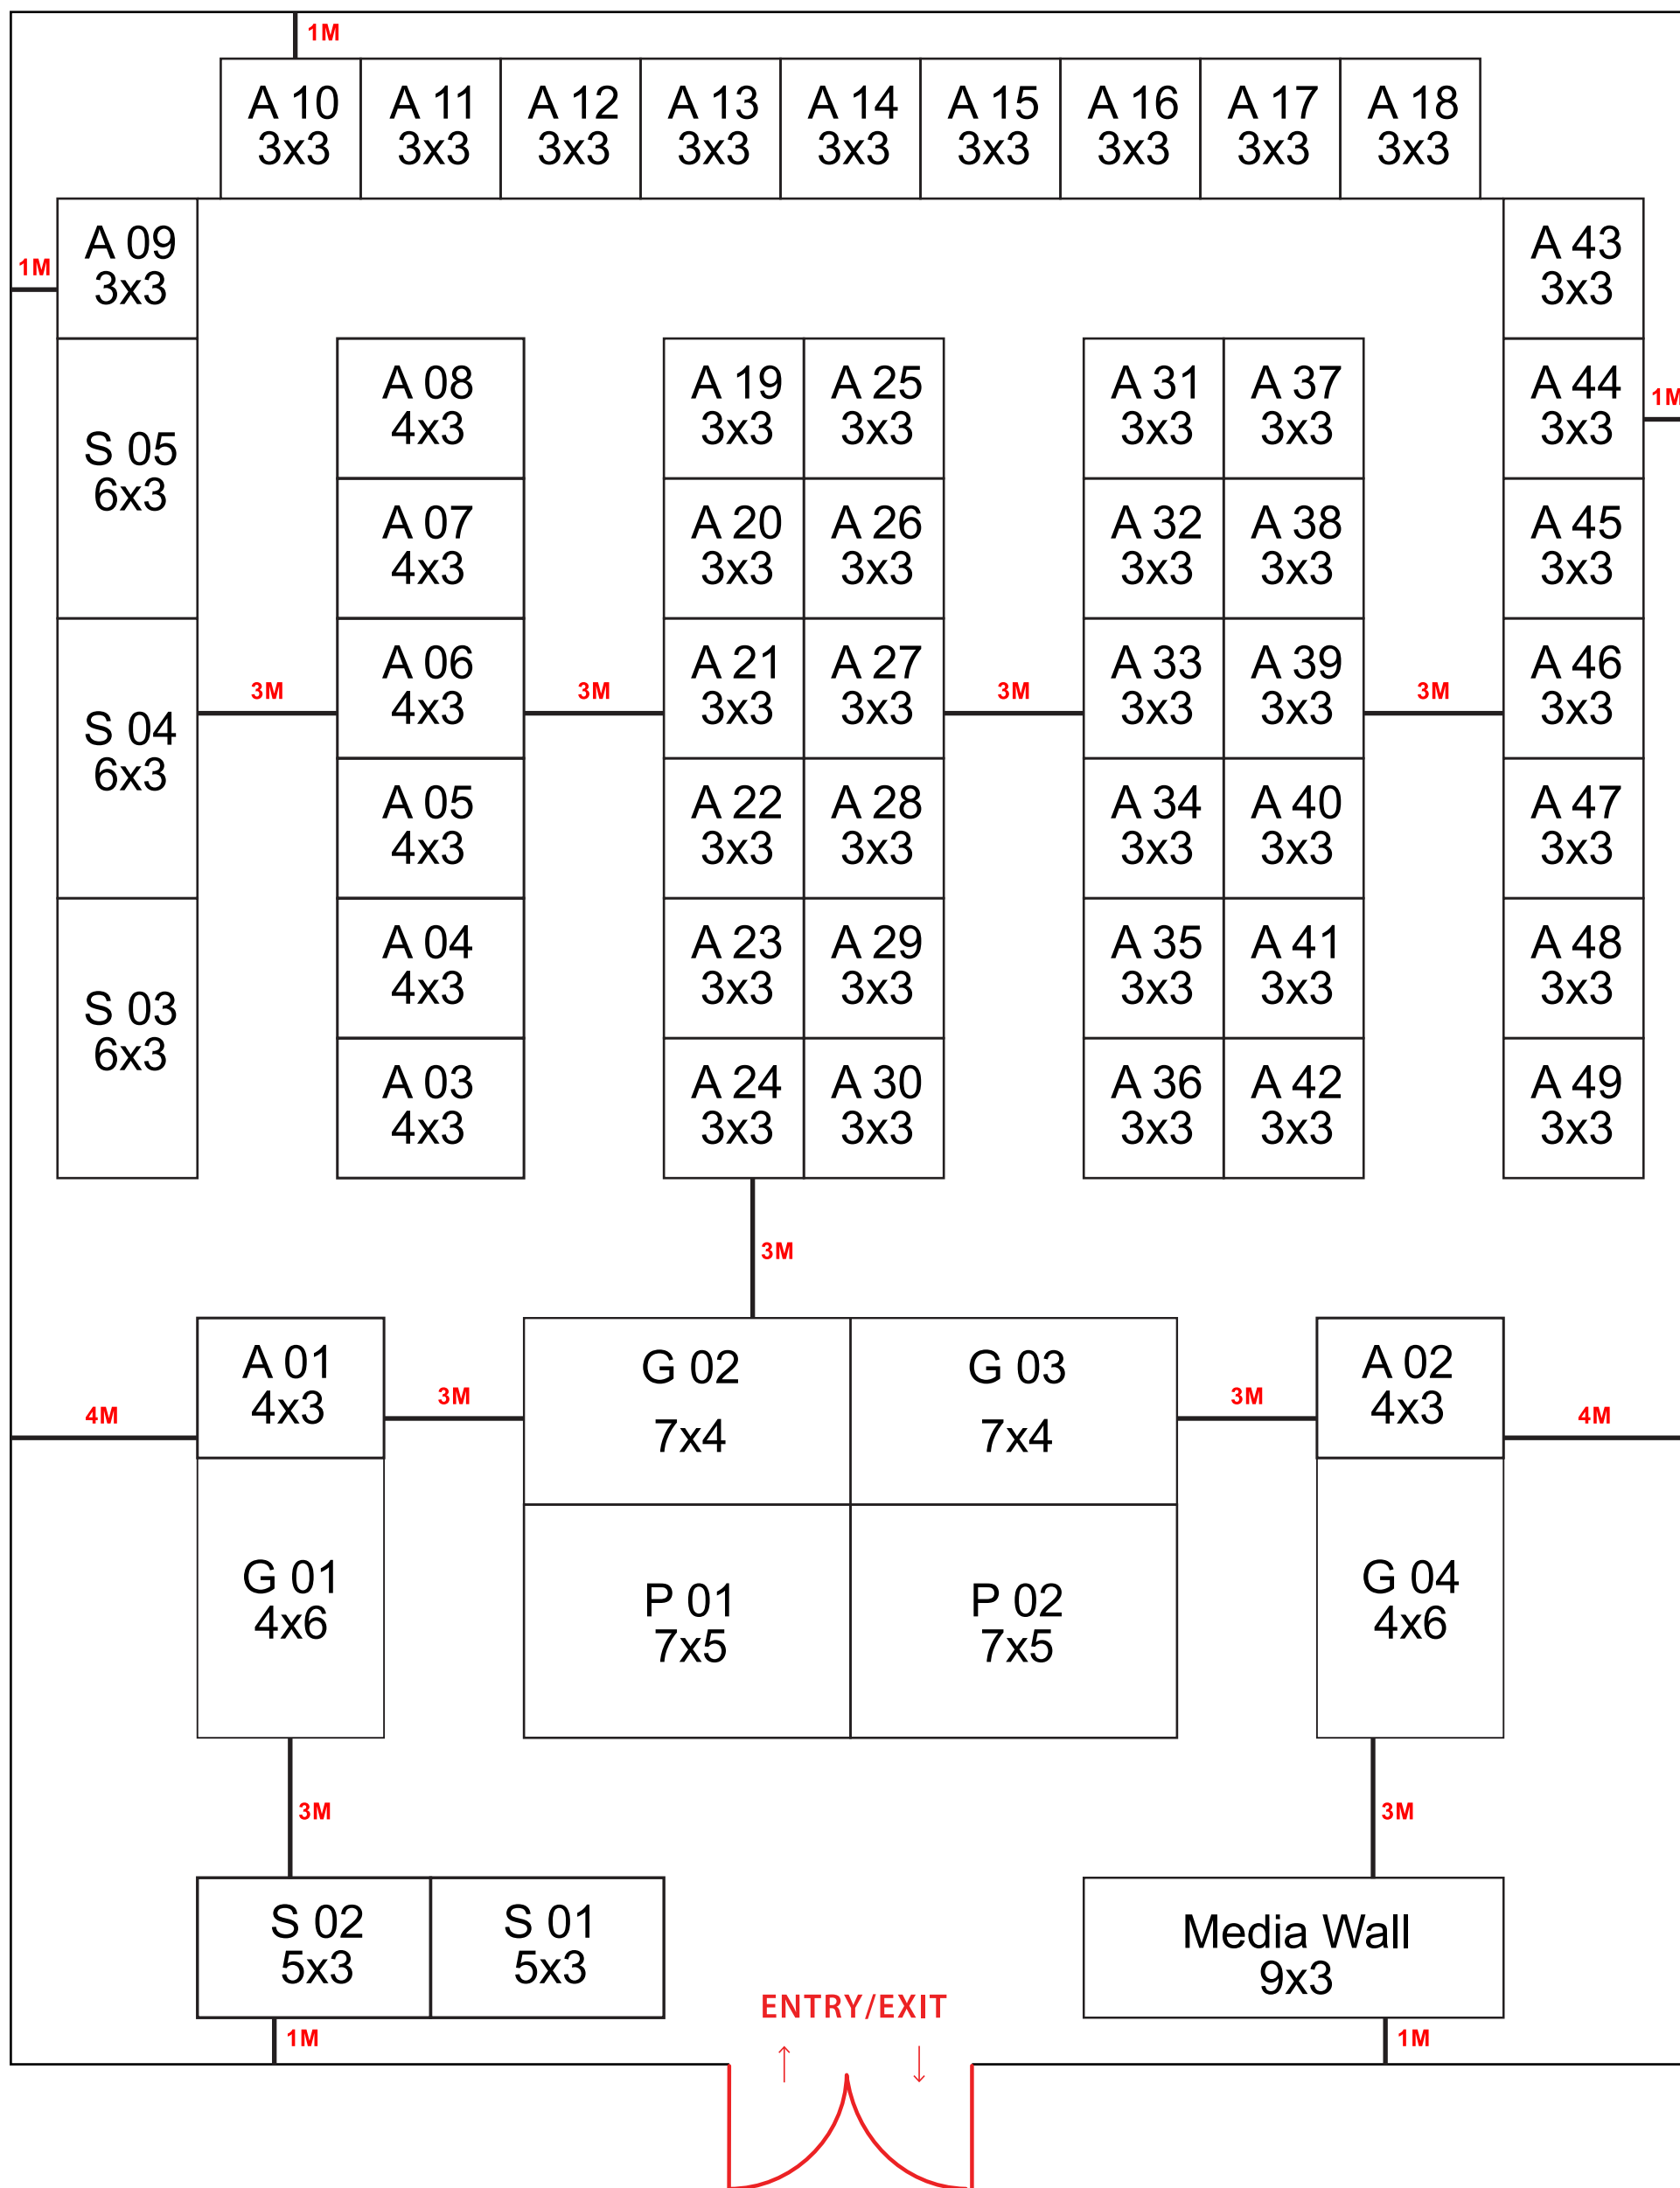 1M
A 10
3x3
A 11
3x3
A 12
3x3
A 13
3x3
A 14
3x3
A 15
3x3
A 16
3x3
A 17
3x3
A 18
3x3
A 09
3x3
1M
A 43
3x3
S 05
6x3
A 08
4x3
A 19
3x3
A 25
3x3
A 31
3x3
A 37
3x3
A 44
3x3
1M
A 07
4x3
A 20
3x3
A 26
3x3
A 32
3x3
A 38
3x3
A 45
3x3
S 04
6x3
3M
A 06
4x3
3M
A 21
3x3
A 27
3x3
3M
A 33
3x3
A 39
3x3
3M
A 46
3x3
A 05
4x3
A 22
3x3
A 28
3x3
A 34
3x3
A 40
3x3
A 47
3x3
S 03
6x3
A 04
4x3
A 23
3x3
A 29
3x3
A 35
3x3
A 41
3x3
A 48
3x3
A 03
4x3
A 24
3x3
A 30
3x3
A 36
3x3
A 42
3x3
A 49
3x3
3M
4M
A 01
4x3
3M
G 02
7x4
G 03
7x4
3M
A 02
4x3
4M
G 01
4x6
P 01
7x5
P 02
7x5
G 04
4x6
3M
3M
S 02
5x3
S 01
5x3
Media Wall
9x3
ENTRY/EXIT
1M
1M